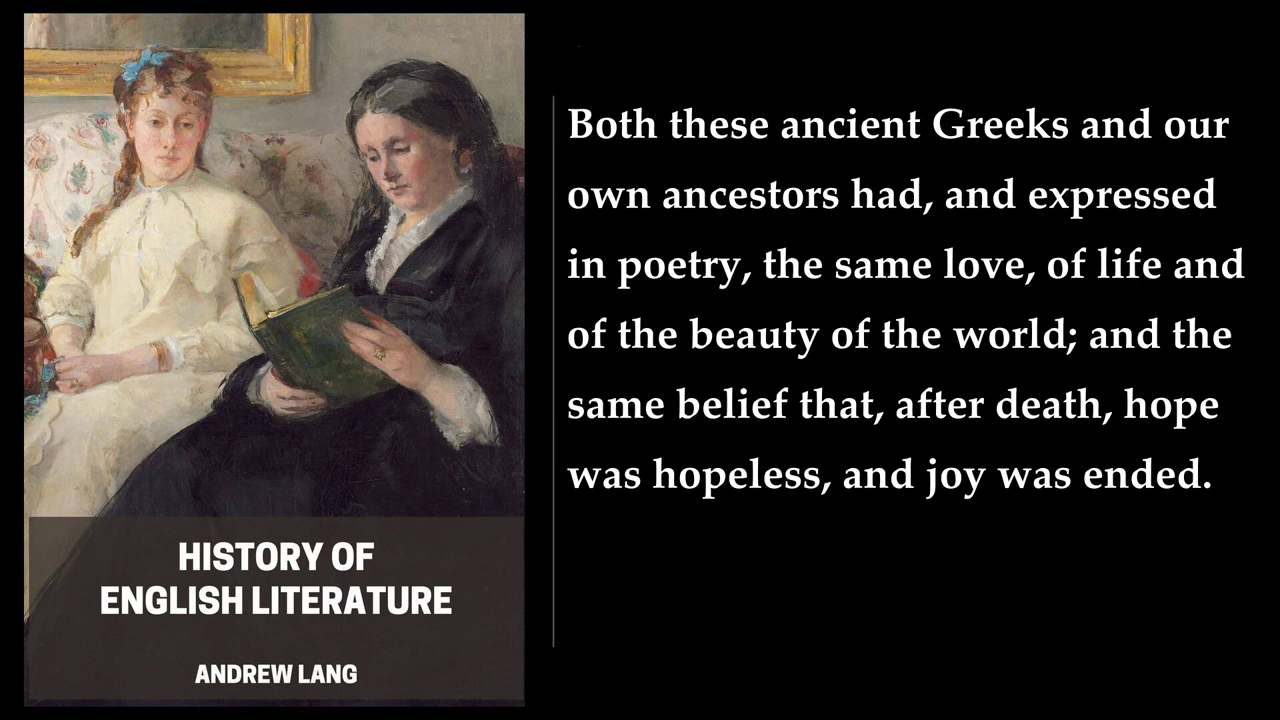 Both these ancient Greeks and our
own ancestors had, and expressed
in poetry, the same love, of life and
of the beauty of the world; and the
same belief that, after death, hope
was hopeless, and joy was ended.
HISTORY OF
ENGLISH LITERATURE
ANDREW LANG